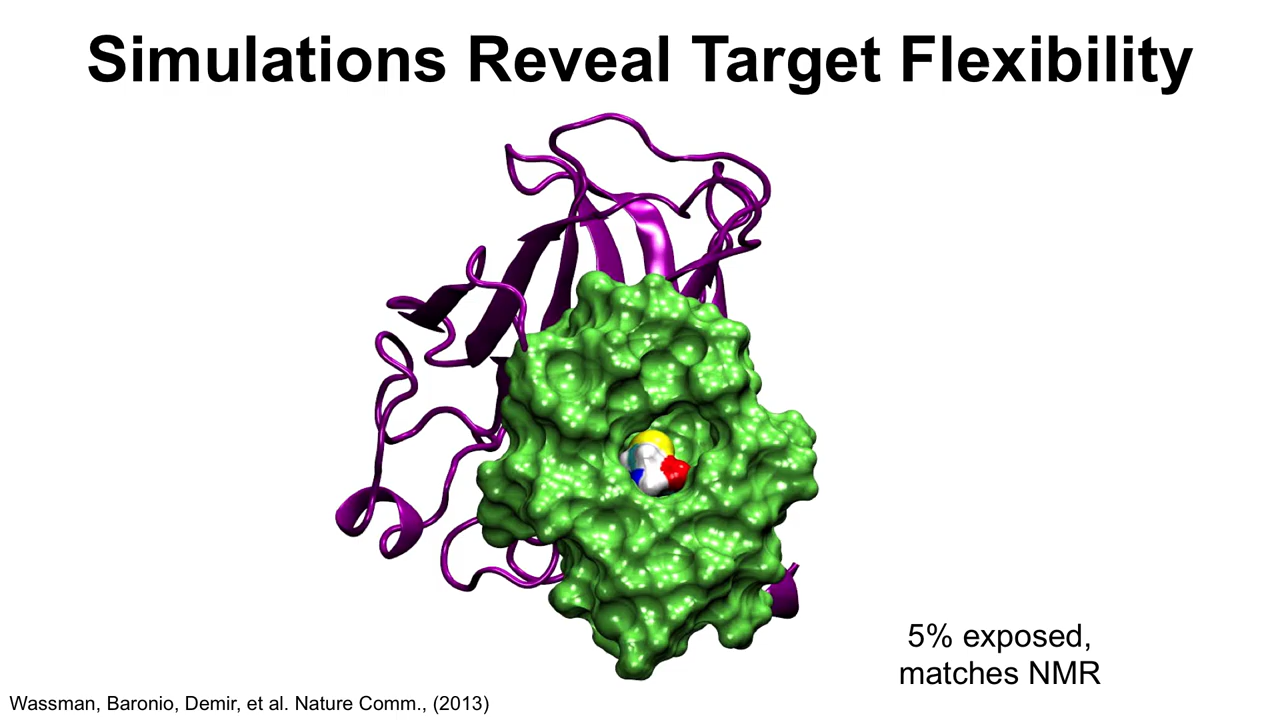 Simulations Reveal Target Flexibility
5% exposed,
matches NMR
Wassman, Baronio, Demir, et al. Nature Comm., (2013)